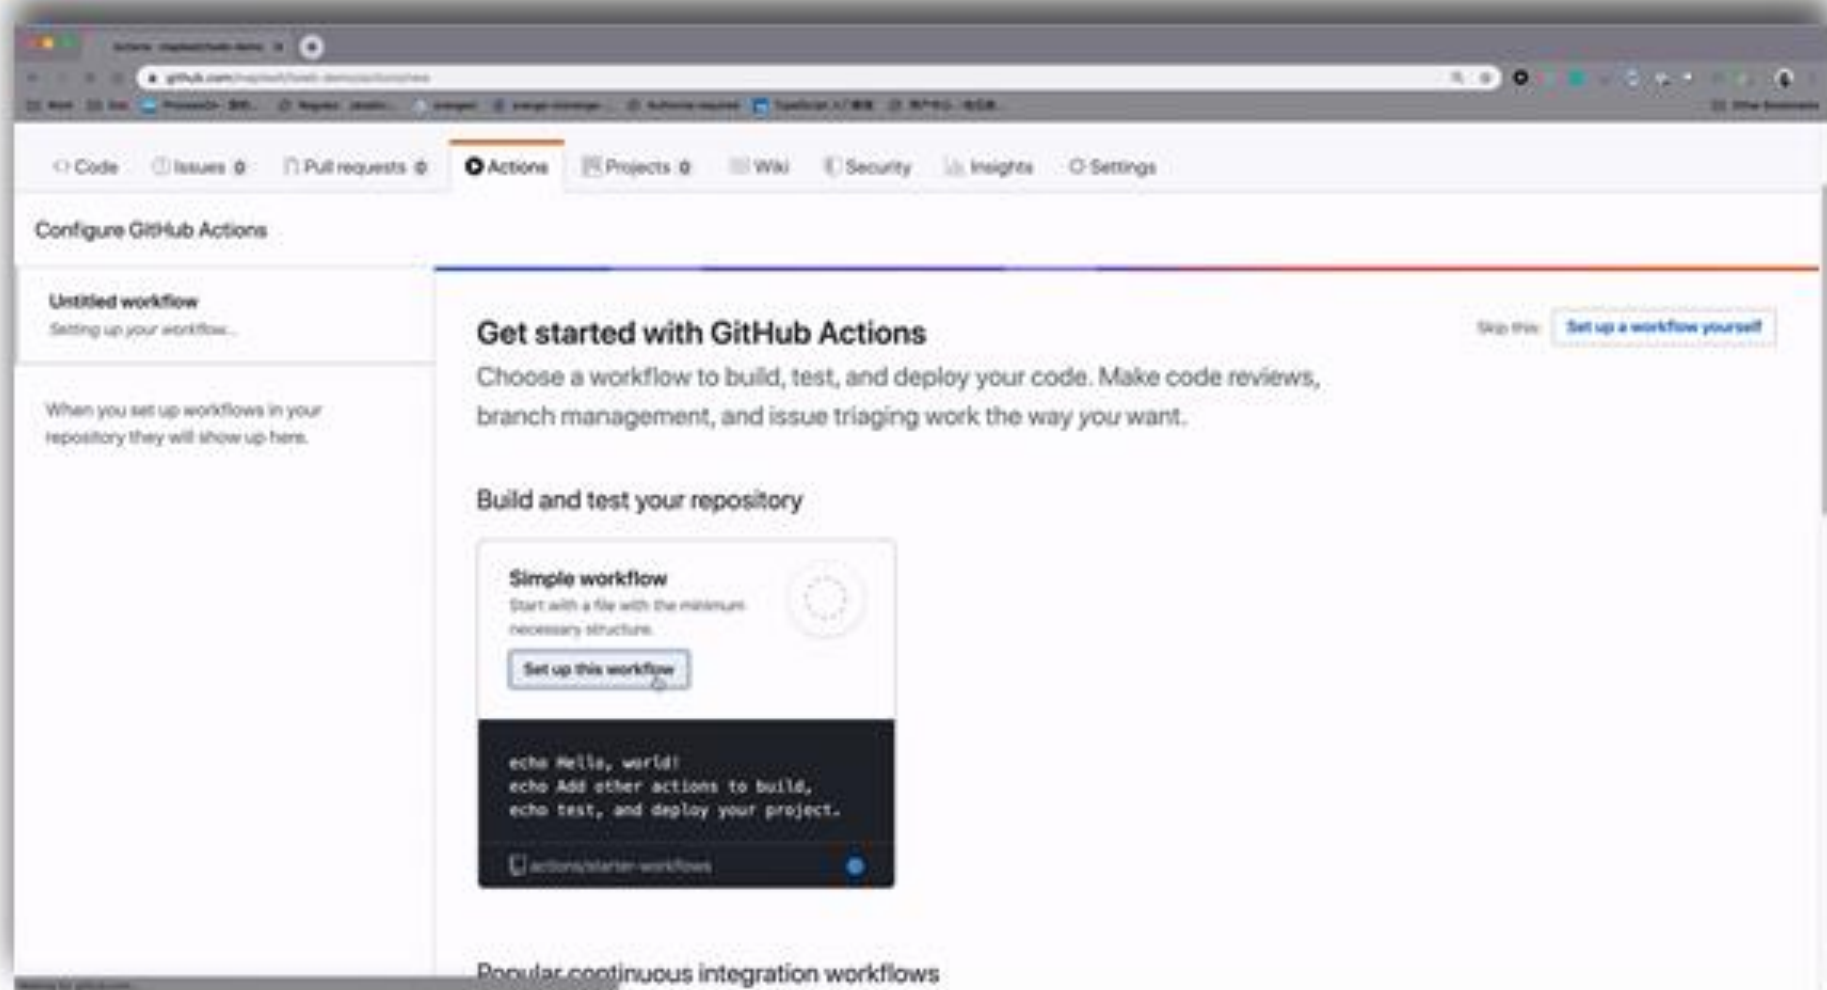 github.com/
Code
Issues 0
Pull requests 0
Actions
Projects 0
Wiki
Security
Insights
Settings
Configure GitHub Actions
Untitled workflow
Setting up your workflow...
When you set up workflows in your
repository they will show up here.
Get started with GitHub Actions
Skip this:
Set up a workflow yourself
Choose a workflow to build, test, and deploy your code. Make code reviews,
branch management, and issue triaging work the way you want.
Build and test your repository
Simple workflow
Start with a file with the minimum
necessary structure.
Set up this workflow
echo Hello, world!
echo Add other actions to build,
echo test, and deploy your project.
actions/starter-workflows
Popular continuous integration workflows
Other Bookmarks